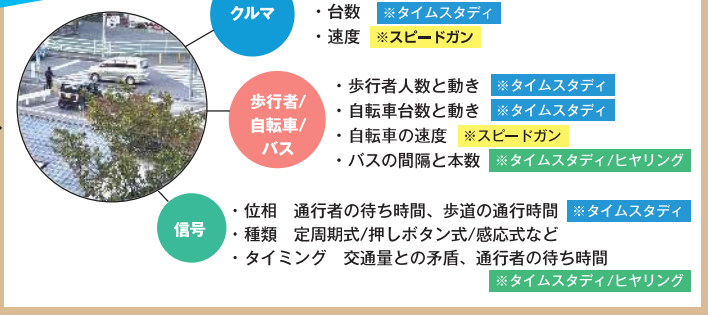 クルマ
・台数 ※タイムスタディ
・速度 ※スピードガン
歩行者/
自転車/
バス
・歩行者人数と動き ※タイムスタディ
・自転車台数と動き ※タイムスタディ
・自転車の速度 ※スピードガン
・バスの間隔と本数 ※タイムスタディ/ヒヤリング
信号
・位相 通行者の待ち時間、歩道の通行時間 ※タイムスタディ
・種類 定周期式/押しボタン式/感応式など
・タイミング 交通量との矛盾、通行者の待ち時間
※タイムスタディ/ヒヤリング